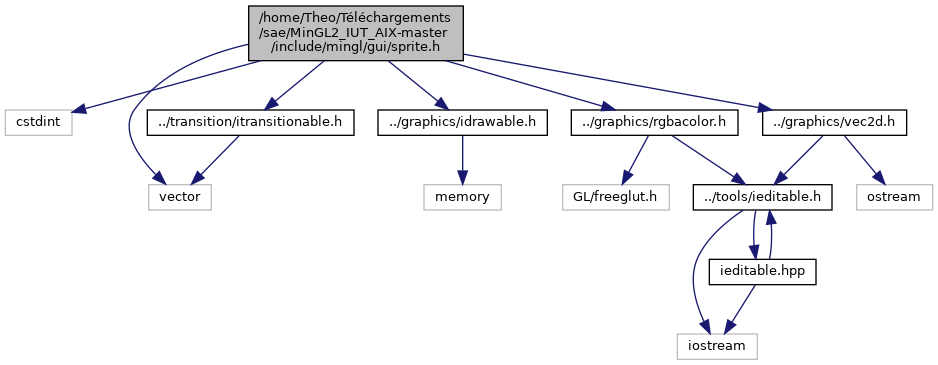 /home/Theo/Téléchargements
/sae/MinGL2_IUT_AIX-master
/include/mingl/gui/sprite.h
cstdint
../transition/itransitionable.h
../graphics/idrawable.h
../graphics/rgbacolor.h
../graphics/vec2d.h
vector
memory
GL/freeglut.h
../tools/ieditable.h
ostream
ieditable.hpp
iostream